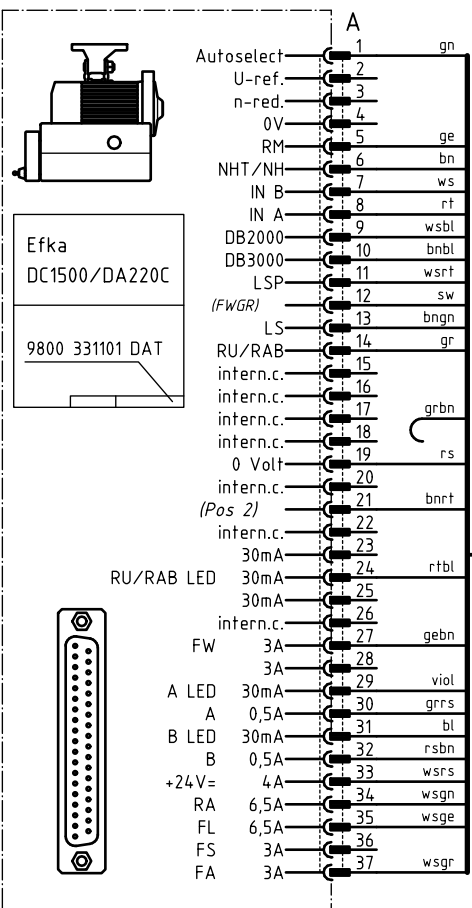 A
Autoselect 1 gn
U-ref. 2
n-red. 3
0V 4
RM 5 ge
NHT/NH 6 bn
IN B 7 ws
IN A 8 rt
DB2000 9 wsbl
DB3000 10 bnbl
LSP 11 wsrt
(FWGR) 12 sw
LS 13 bngn
RU/RAB 14 gr
intern.c. 15
intern.c. 16
intern.c. 17 grbn
intern.c. 18
0 Volt 19 rs
intern.c. 20
(Pos 2) 21 bnrt
intern.c. 22
30mA 23
RU/RAB LED 30mA 24 rtbl
30mA 25
intern.c. 26
FW 3A 27 gebn
3A 28
A LED 30mA 29 viol
A 0,5A 30 grrs
B LED 30mA 31 bl
B 0,5A 32 rsbn
+24V= 4A 33 wsrs
RA 6,5A 34 wsgn
FL 6,5A 35 wsge
FS 3A 36
FA 3A 37 wsgr
Efka
DC1500/DA220C
9800 331101 DAT